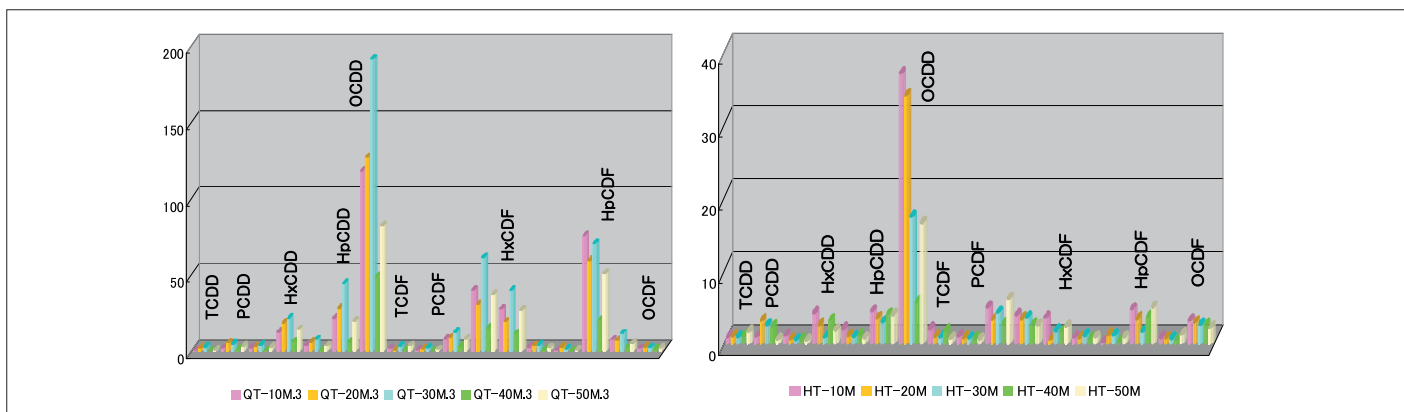 200
150
100
50
0
TCDD
PCDD
HxCDD
HpCDD
OCDD
TCDF
PCDF
HxCDF
HpCDF
OCDF
QT-10M.3 QT-20M.3 QT-30M.3 QT-40M.3 QT-50M.3
40
30
20
10
0
TCDD
PCDD
HxCDD
HpCDD
OCDD
TCDF
PCDF
HxCDF
HpCDF
OCDF
HT-10M HT-20M HT-30M HT-40M HT-50M